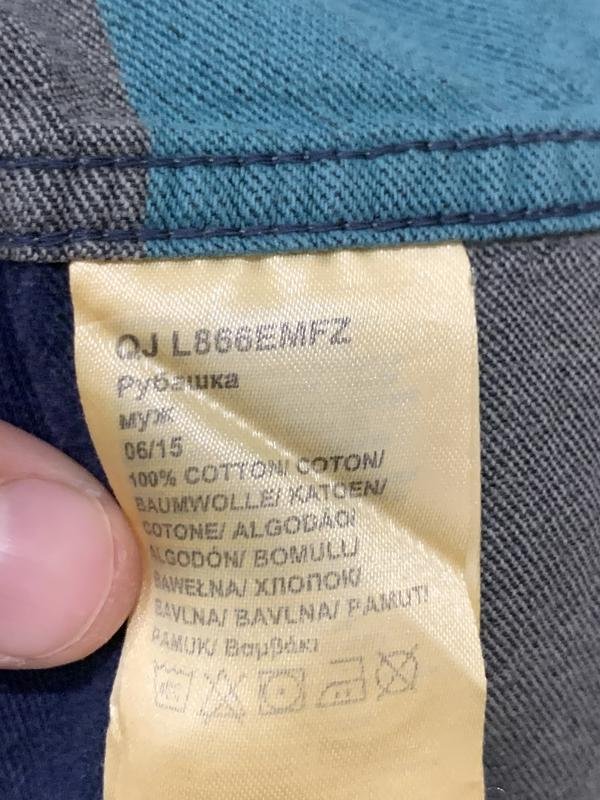 QJ L866EMFZ
Рубашка
муж
06/15
100% COTTON/ COTON/
BAUMWOLLE/ KATOEN/
COTONE/ ALGODÃO/
ALGODÓN/ BOMULL/
BAWEŁNA/ ХЛОПОК/
BAVLNA/ BAVLNA/ PAMUT/
PAMUK/ Βαμβάκι